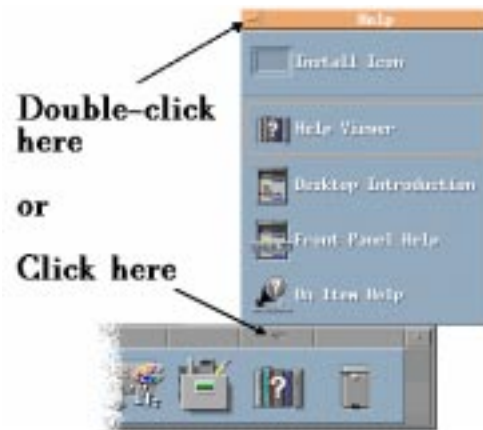 Help
Install Icon
Double-click
here
Help Viewer
or
Desktop Introduction
Front Panel Help
Click here
On Item Help